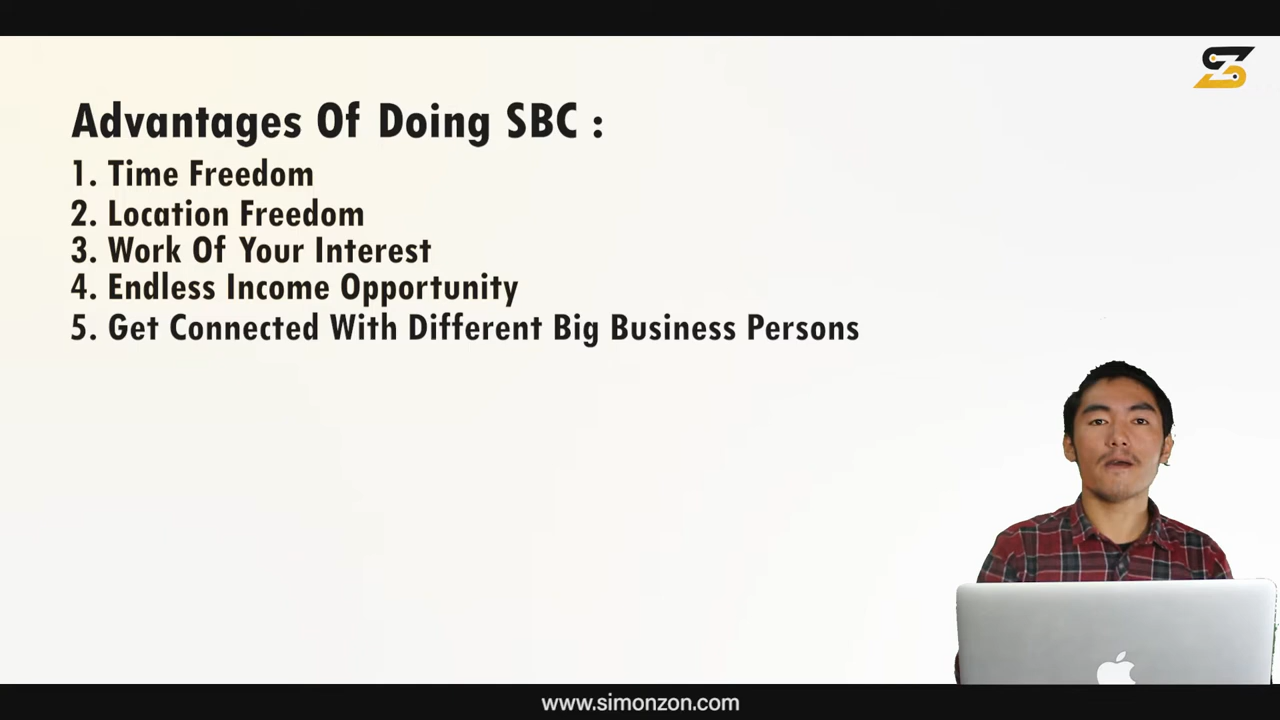 Advantages Of Doing SBC :
1. Time Freedom
2. Location Freedom
3. Work Of Your Interest
4. Endless Income Opportunity
5. Get Connected With Different Big Business Persons
www.simonzon.com